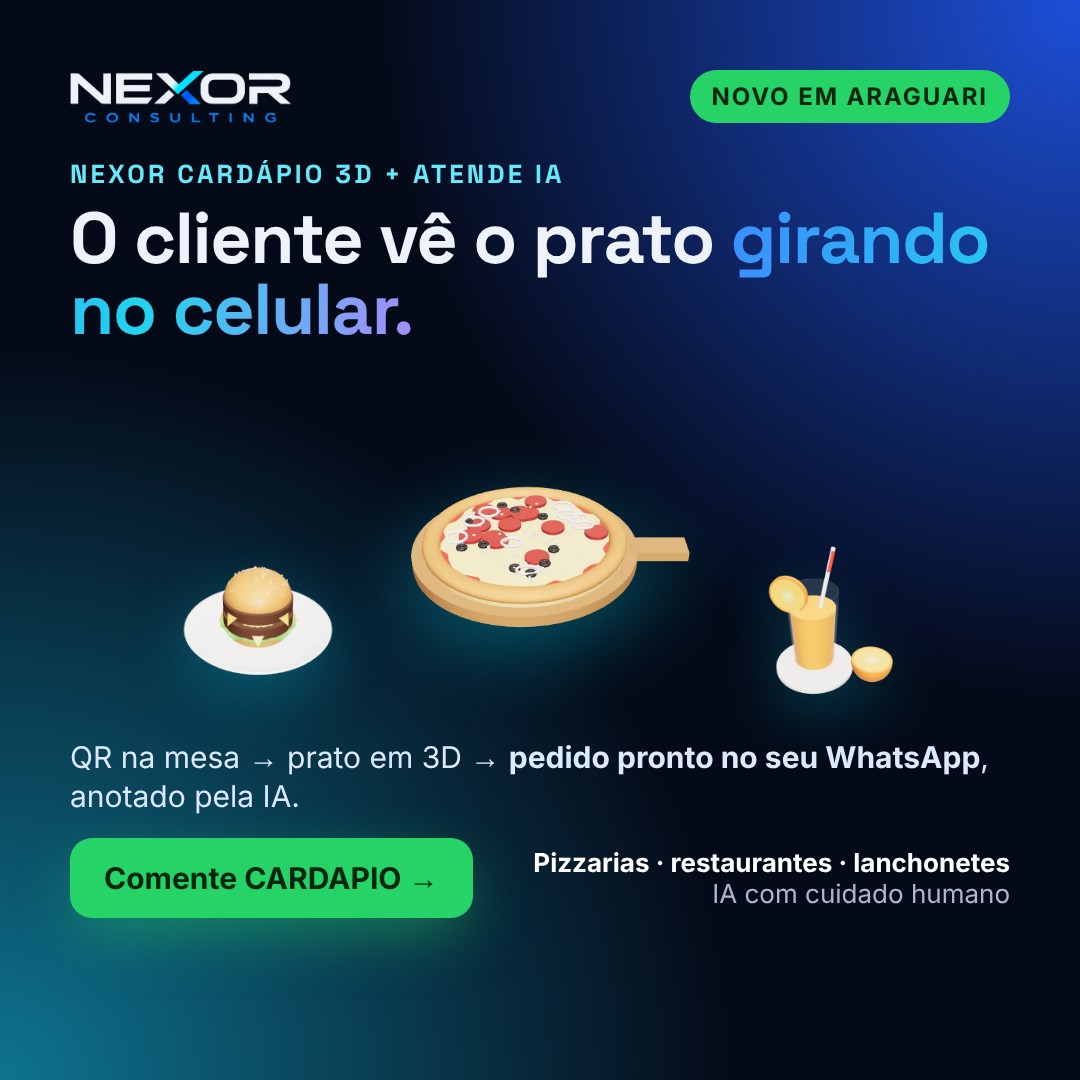 NEXOR
CONSULTING
NOVO EM ARAGUARI
NEXOR CARDÁPIO 3D + ATENDE IA
O cliente vê o prato girando
no celular.
QR na mesa → prato em 3D → pedido pronto no seu WhatsApp,
anotado pela IA.
Comente CARDAPIO →
Pizzarias · restaurantes · lanchonetes
IA com cuidado humano